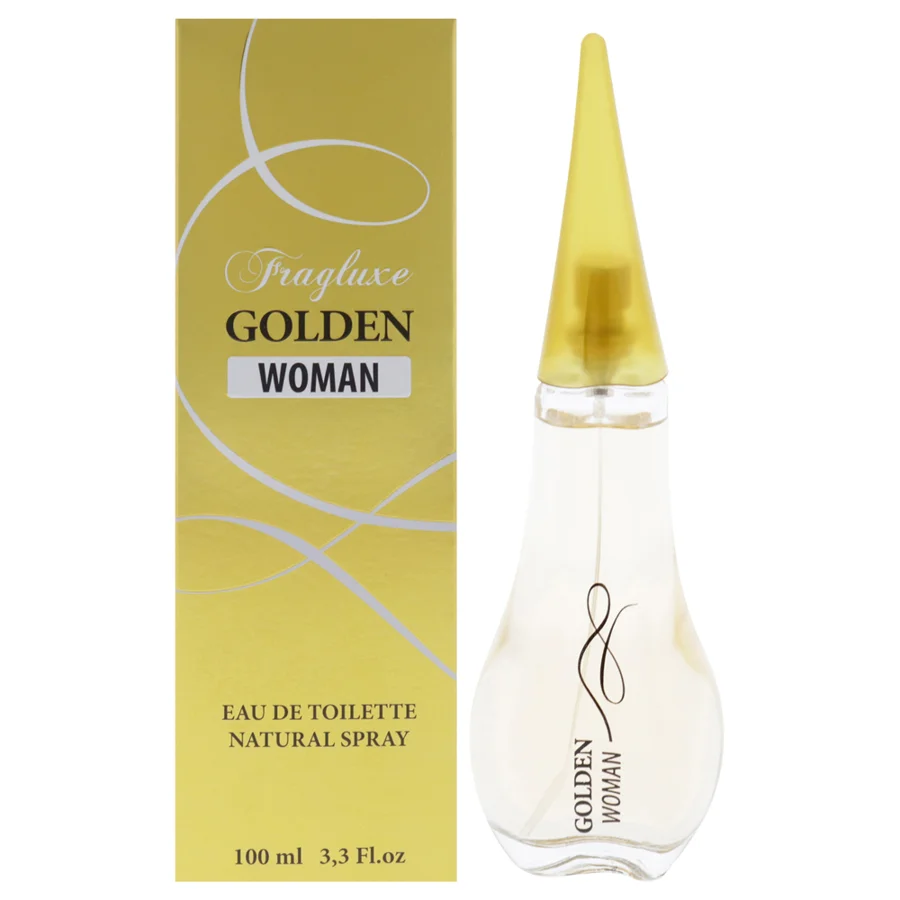 Fragluxe
GOLDEN
WOMAN
EAU DE TOILETTE
NATURAL SPRAY
100 ml 3,3 Fl.oz
GOLDEN
WOMAN